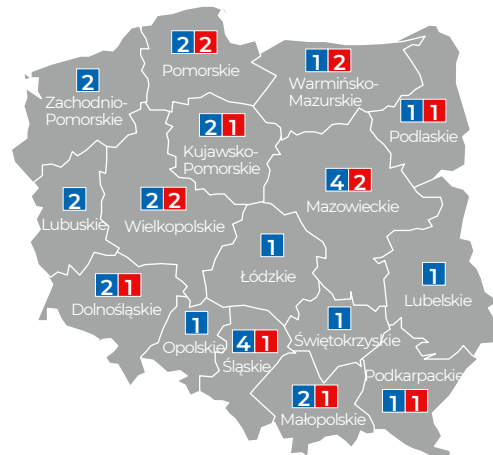 2 2
Pomorskie
1 2
Warmińsko-
Mazurskie
2
Zachodnio-
Pomorskie
1 1
Podlaskie
2 1
Kujawsko-
Pomorskie
4 2
Mazowieckie
2
Lubuskie
2 2
Wielkopolskie
1
Łódzkie
1
Lubelskie
2 1
Dolnośląskie
1
Opolskie
4 1
Śląskie
1
Świętokrzyskie
2 1
Małopolskie
Podkarpackie
1 1